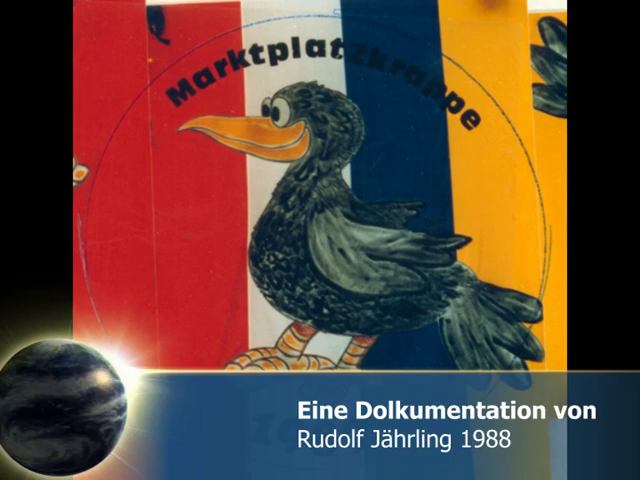 Marktplatzkrappe
Eine Dolkumentation von
Rudolf Jährling 1988